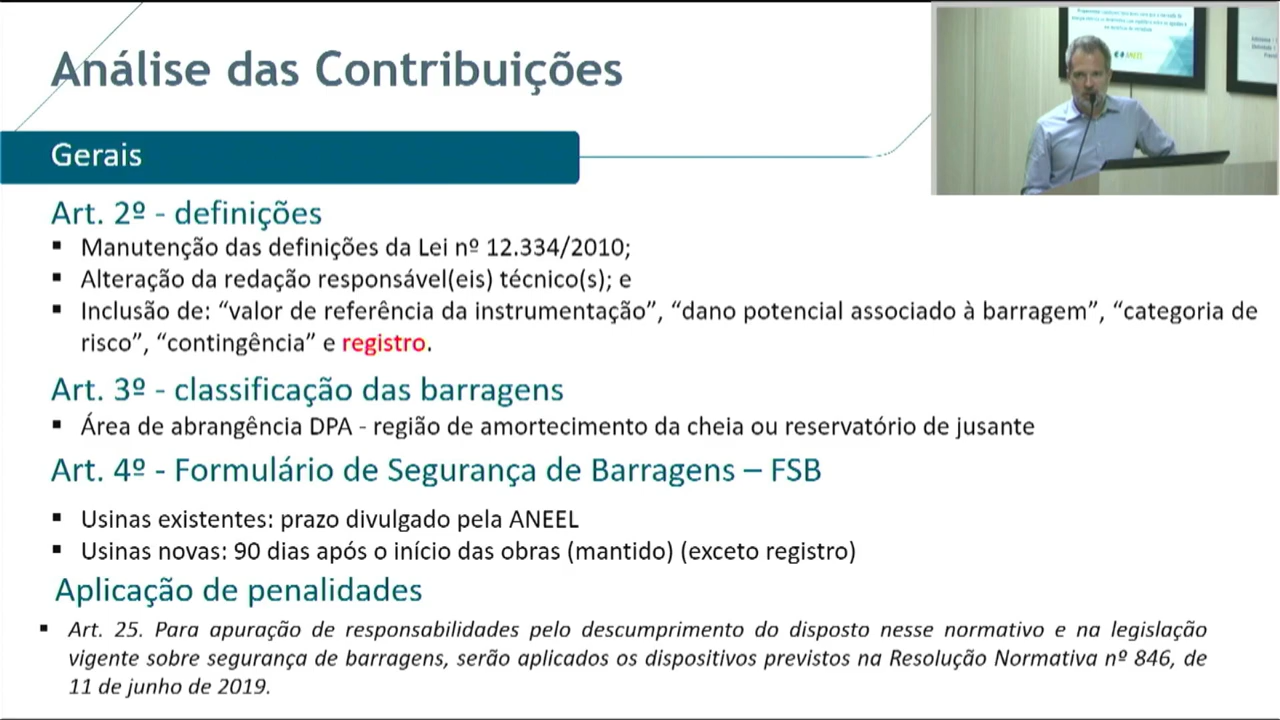 Análise das Contribuições
Gerais
Art. 2º - definições
▪ Manutenção das definições da Lei nº 12.334/2010;
▪ Alteração da redação responsável(eis) técnico(s); e
▪ Inclusão de: “valor de referência da instrumentação”, “dano potencial associado à barragem”, “categoria de
risco”, “contingência” e registro.
Art. 3º - classificação das barragens
▪ Área de abrangência DPA - região de amortecimento da cheia ou reservatório de jusante
Art. 4º - Formulário de Segurança de Barragens – FSB
▪ Usinas existentes: prazo divulgado pela ANEEL
▪ Usinas novas: 90 dias após o início das obras (mantido) (exceto registro)
Aplicação de penalidades
▪ Art. 25. Para apuração de responsabilidades pelo descumprimento do disposto nesse normativo e na legislação
vigente sobre segurança de barragens, serão aplicados os dispositivos previstos na Resolução Normativa nº 846, de
11 de junho de 2019.
ANEEL